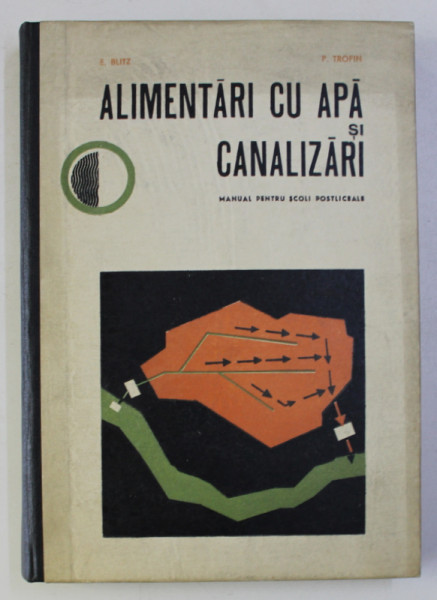 E. BLITZ P. TROFIN
ALIMENTĂRI CU APĂ
ȘI
CANALIZĂRI
MANUAL PENTRU ȘCOLI POSTLICEALE